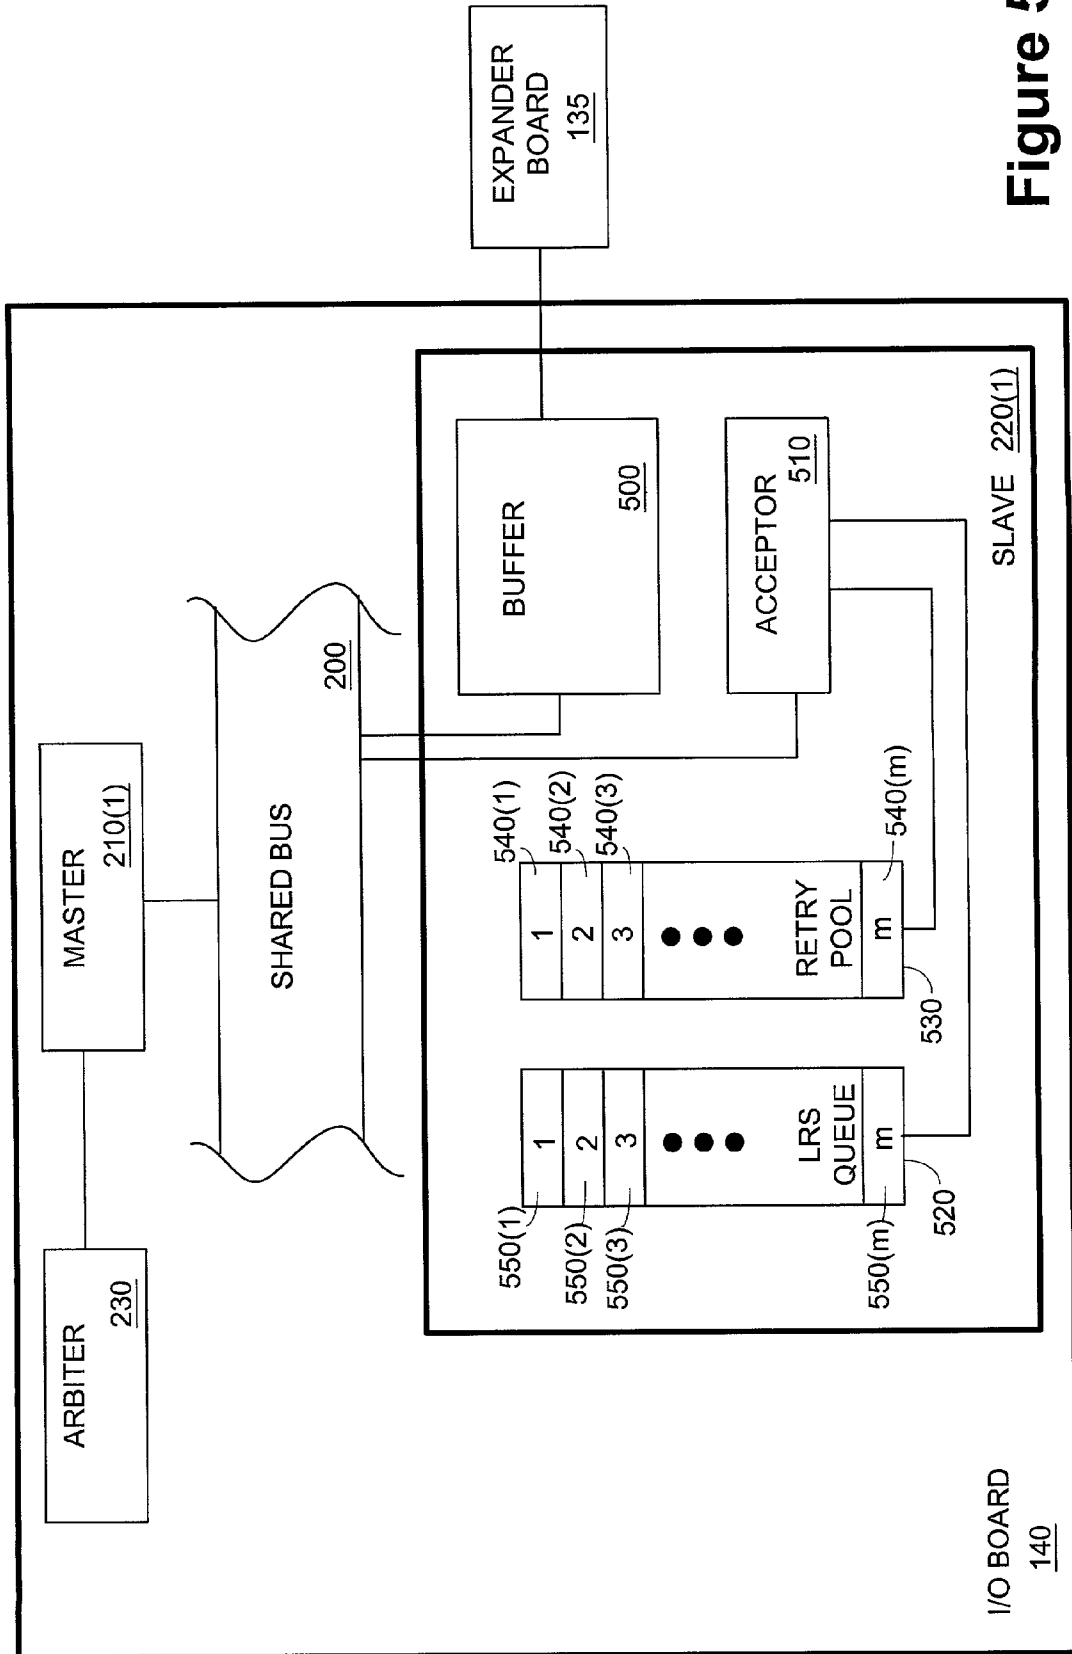 ARBITER
230
MASTER
210(1)
SHARED BUS
200
EXPANDER
BOARD
135
BUFFER
500
ACCEPTOR
510
550(1)
550(2)
550(3)
550(m)
1
2
3
LRS
QUEUE
m
520
540(1)
540(2)
540(3)
540(m)
1
2
3
RETRY
POOL
m
530
SLAVE 220(1)
I/O BOARD
140
Figure 5